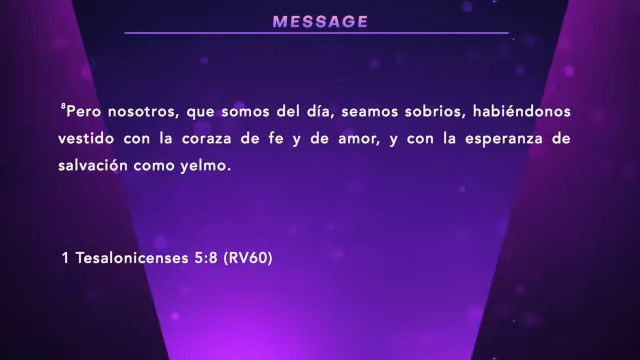 MESSAGE
⁸Pero nosotros, que somos del día, seamos sobrios, habiéndonos
vestido con la coraza de fe y de amor, y con la esperanza de
salvación como yelmo.
1 Tesalonicenses 5:8 (RV60)